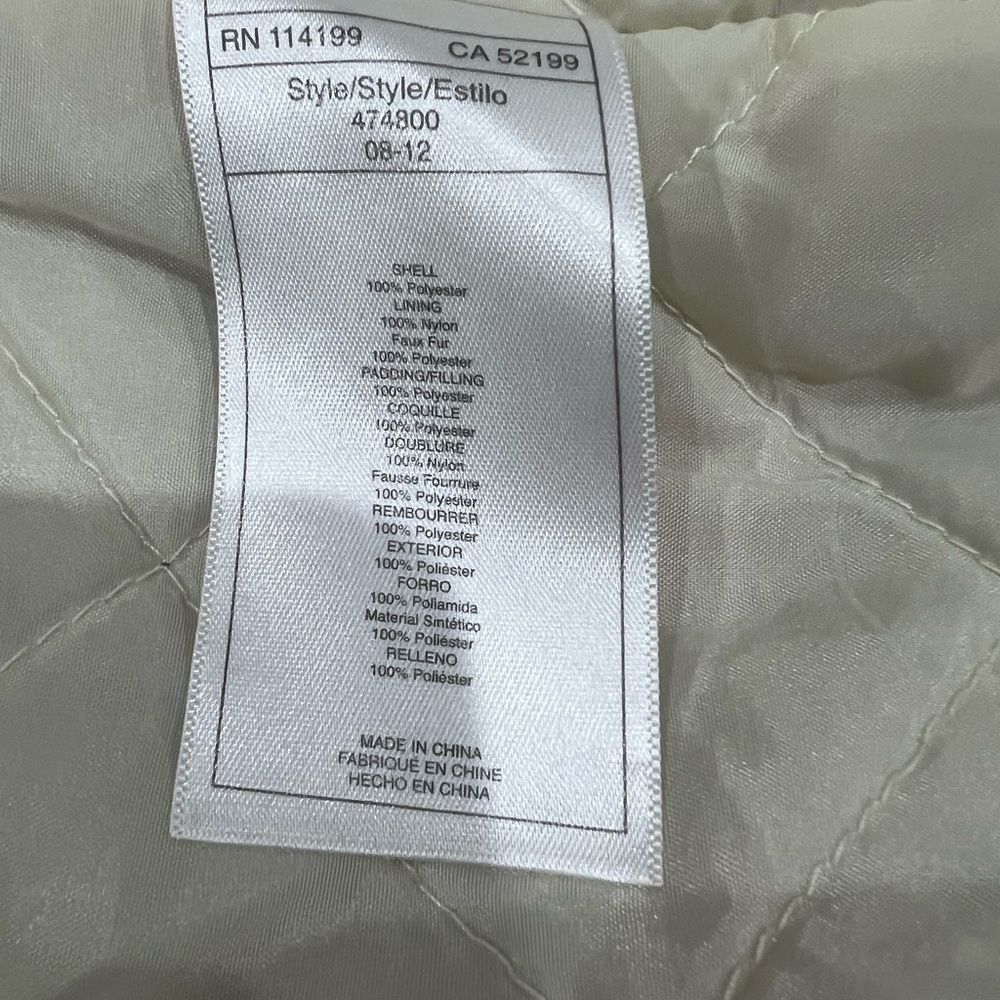 RN 114199 CA 52199
Style/Style/Estilo
474800
08-12
SHELL
100% Polyester
LINING
100% Nylon
Faux Fur
100% Polyester
PADDING/FILLING
100% Polyester
COQUILLE
100% Polyester
DOUBLURE
100% Nylon
Fausse Fourrure
100% Polyester
REMBOURRER
100% Polyester
EXTERIOR
100% Poliéster
FORRO
100% Poliamida
Material Sintético
100% Poliéster
RELLENO
100% Poliéster
MADE IN CHINA
FABRIQUÉ EN CHINE
HECHO EN CHINA